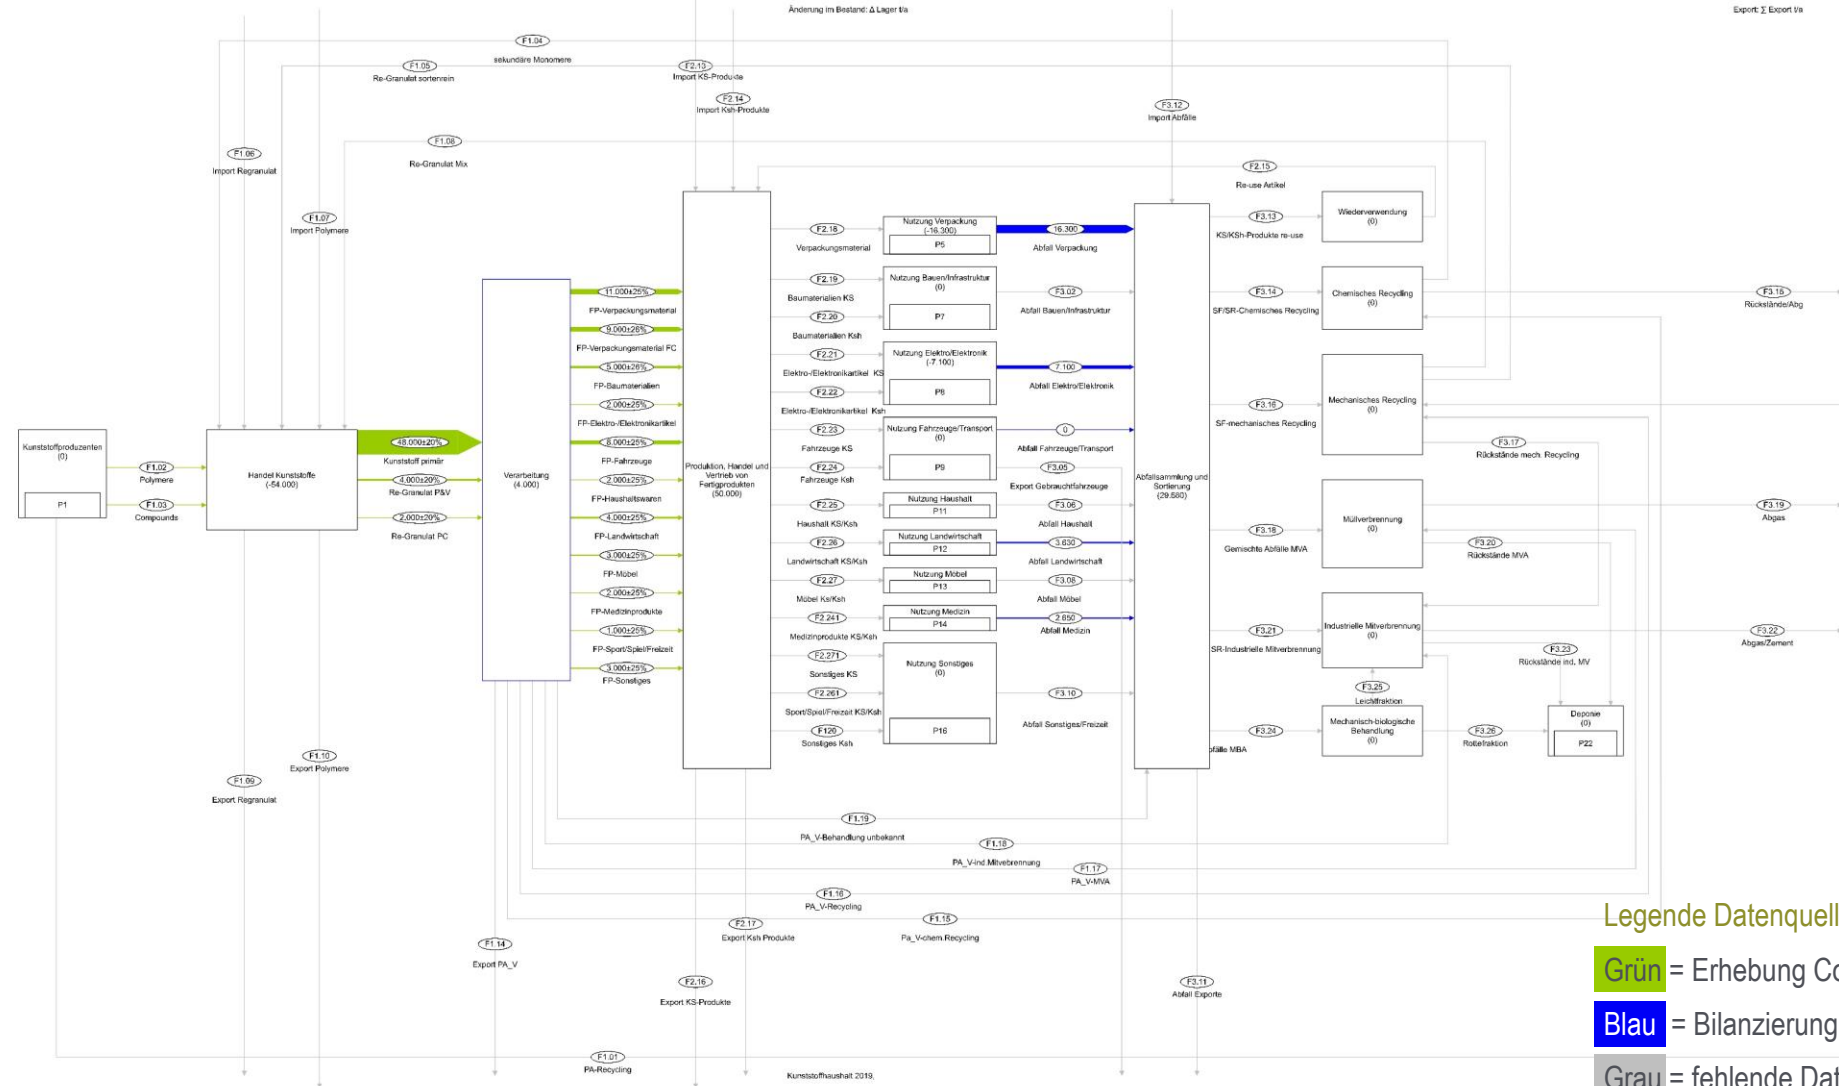 Änderung im Bestand: Δ Lager t/a
Export: Σ Export t/a
F1.04
sekundäre Monomere
F1.05
Re-Granulat sortenrein
F2.13
Import KS-Produkte
F2.14
Import Ksh-Produkte
F3.12
Import Abfälle
F1.08
Re-Granulat Mix
F1.06
Import Regranulat
F1.07
Import Polymere
F2.15
Re-use Artikel
Kunststoffproduzenten
(0)
P1
F1.02
Polymere
F1.03
Compounds
Handel Kunststoffe
(-54.000)
48.000±20%
Kunststoff primär
4.000±20%
Re-Granulat P&V
2.000±20%
Re-Granulat PC
Verarbeitung
(4.000)
11.000±25%
FP-Verpackungsmaterial
9.000±26%
FP-Verpackungsmaterial FC
5.000±26%
FP-Baumaterialien
2.000±25%
FP-Elektro-/Elektronikartikel
8.000±25%
FP-Fahrzeuge
2.000±25%
FP-Haushaltswaren
4.000±25%
FP-Landwirtschaft
3.000±25%
FP-Möbel
2.000±25%
FP-Medizinprodukte
1.000±25%
FP-Sport/Spiel/Freizeit
3.000±25%
FP-Sonstiges
Produktion, Handel und
Vertrieb von
Fertigprodukten
(50.000)
F2.18
Verpackungsmaterial
F2.19
Baumaterialien KS
F2.20
Baumaterialien Ksh
F2.21
Elektro-/Elektronikartikel KS
F2.22
Elektro-/Elektronikartikel Ksh
F2.23
Fahrzeuge KS
F2.24
Fahrzeuge Ksh
F2.25
Haushalt KS/Ksh
F2.26
Landwirtschaft KS/Ksh
F2.27
Möbel Ks/Ksh
F2.241
Medizinprodukte KS/Ksh
F2.271
Sonstiges KS
F2.261
Sport/Spiel/Freizeit KS/Ksh
F120
Sonstiges Ksh
Nutzung Verpackung
(-16.300)
P5
Nutzung Bauen/Infrastruktur
(0)
P7
Nutzung Elektro/Elektronik
(-7.100)
P8
Nutzung Fahrzeuge/Transport
(0)
P9
Nutzung Haushalt
P11
Nutzung Landwirtschaft
P12
Nutzung Möbel
P13
Nutzung Medizin
P14
Nutzung Sonstiges
(0)
P16
16.300
Abfall Verpackung
F3.02
Abfall Bauen/Infrastruktur
7.100
Abfall Elektro/Elektronik
0
Abfall Fahrzeuge/Transport
F3.05
Export Gebrauchtfahrzeuge
F3.06
Abfall Haushalt
3.630
Abfall Landwirtschaft
F3.08
Abfall Möbel
2.650
Abfall Medizin
F3.10
Abfall Sonstiges/Freizeit
Abfallsammlung und
Sortierung
(29.680)
F3.13
KS/KSh-Produkte re-use
F3.14
SF/SR-Chemisches Recycling
F3.16
SF-mechanisches Recycling
F3.18
Gemischte Abfälle MVA
F3.21
SR-Industrielle Mitverbrennung
F3.24
fälle MBA
Wiederverwendung
(0)
Chemisches Recycling
(0)
Mechanisches Recycling
(0)
Müllverbrennung
(0)
Industrielle Mitverbrennung
(0)
F3.25
Leichtfraktion
Mechanisch-biologische
Behandlung
(0)
F3.15
Rückstände/Abg
F3.17
Rückstände mech. Recycling
F3.19
Abgas
F3.20
Rückstände MVA
F3.22
Abgas/Zement
F3.23
Rückstände ind. MV
F3.26
Rottefraktion
Deponie
(0)
P22
F1.10
Export Polymere
F1.09
Export Regranulat
F1.19
PA_V-Behandlung unbekannt
F1.18
PA_V-ind.Mitvebrennung
F1.17
PA_V-MVA
F1.16
PA_V-Recycling
F1.15
Pa_V-chem.Recycling
F2.17
Export Ksh Produkte
F1.14
Export PA_V
F2.16
Export KS-Produkte
F3.11
Abfall Exporte
F1.01
PA-Recycling
Kunststoffhaushalt 2019,
Legende Datenquell
Grün = Erhebung Co
Blau = Bilanzierung
Grau = fehlende Dat